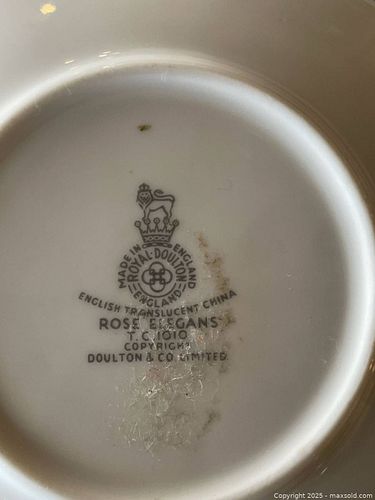 MADE IN ENGLAND
ROYAL·DOULTON
ENGLAND
ENGLISH TRANSLUCENT CHINA
ROSE ELEGANS
T.C.1010
COPYRIGHT
DOULTON & CO LIMITED
Copyright 2025 - maxsold.com